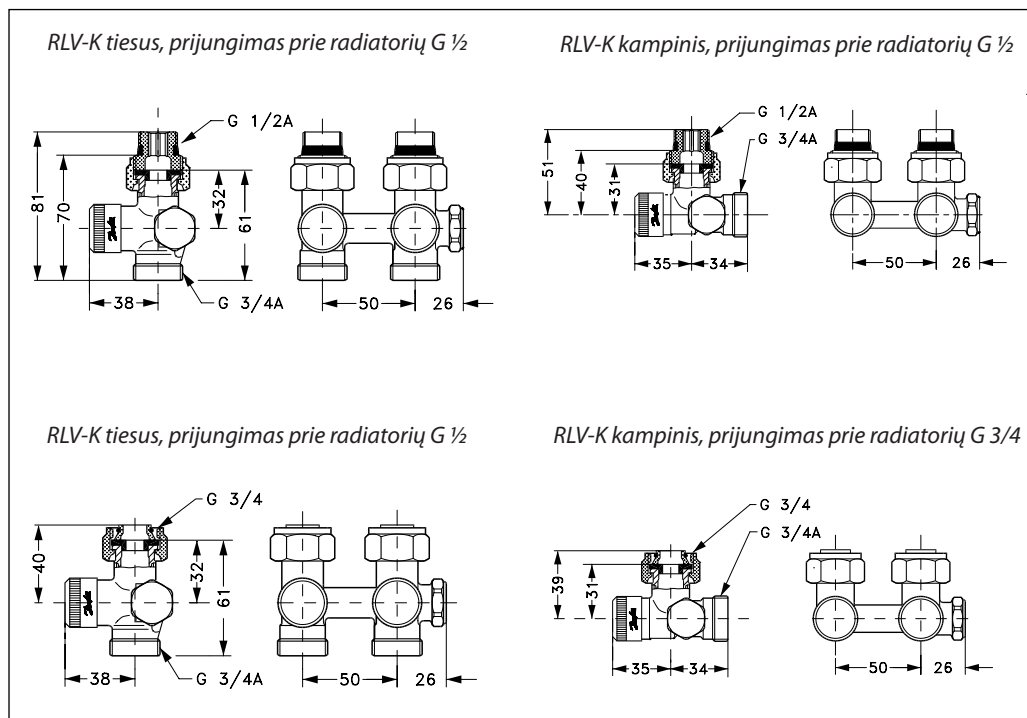 RLV-K tiesus, prijungimas prie radiatorių G ½
RLV-K kampinis, prijungimas prie radiatorių G ½
G 1/2A
81
70
32
61
38
G 3/4A
50
26
G 1/2A
G 3/4A
51
40
31
35
34
50
26
RLV-K tiesus, prijungimas prie radiatorių G ½
RLV-K kampinis, prijungimas prie radiatorių G 3/4
G 3/4
40
32
61
38
G 3/4A
50
26
G 3/4
G 3/4A
39
31
35
34
50
26